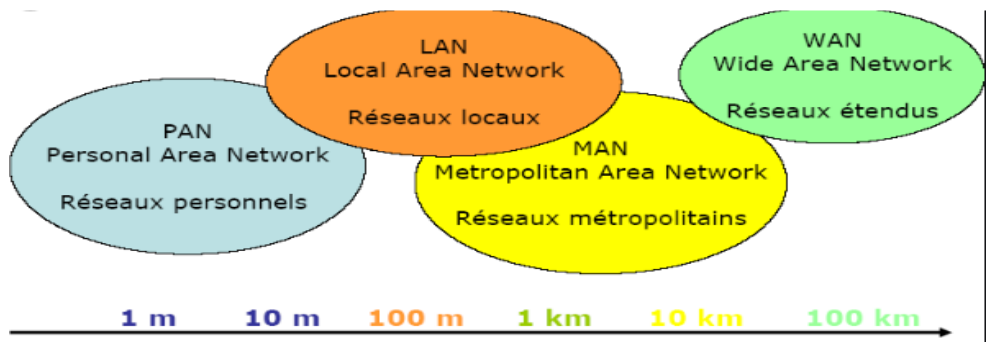 PAN
Personal Area Network
Réseaux personnels
LAN
Local Area Network
Réseaux locaux
MAN
Metropolitan Area Network
Réseaux métropolitains
WAN
Wide Area Network
Réseaux étendus
1 m 10 m 100 m 1 km 10 km 100 km